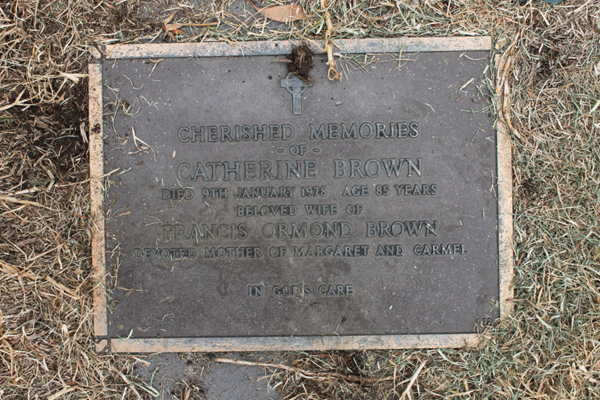 CHERISHED MEMORIES
- OF -
CATHERINE BROWN
DIED 9TH JANUARY 1978 AGE 85 YEARS
BELOVED WIFE OF
FRANCIS ORMOND BROWN
DEVOTED MOTHER OF MARGARET AND CARMEL
IN GOD'S CARE